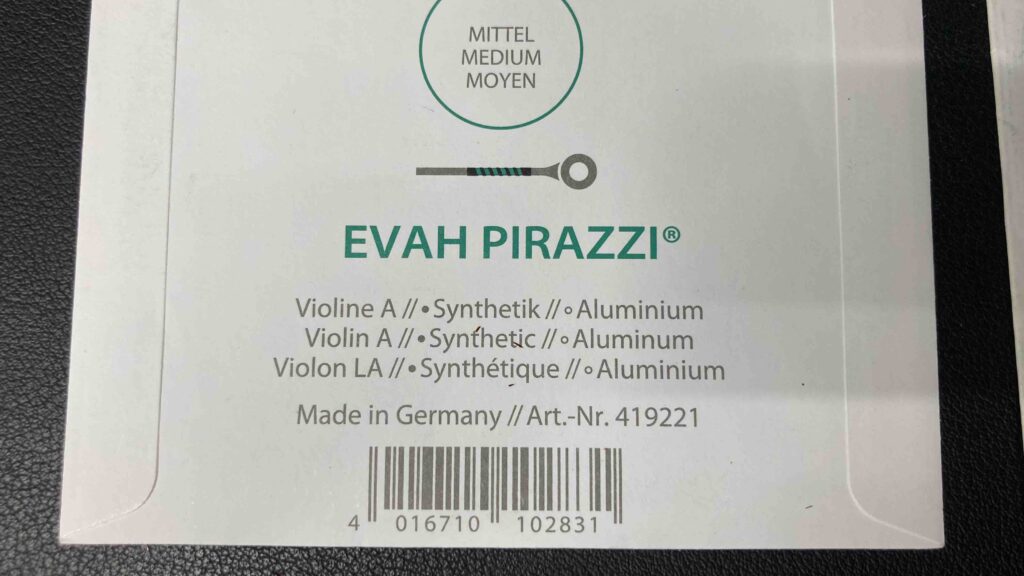 MITTEL
MEDIUM
MOYEN
EVAH PIRAZZI®
Violine A //•Synthetik //∘Aluminium
Violin A //•Synthetic //∘Aluminum
Violon LA //•Synthétique //∘Aluminium
Made in Germany // Art.-Nr. 419221
4 016710 102831